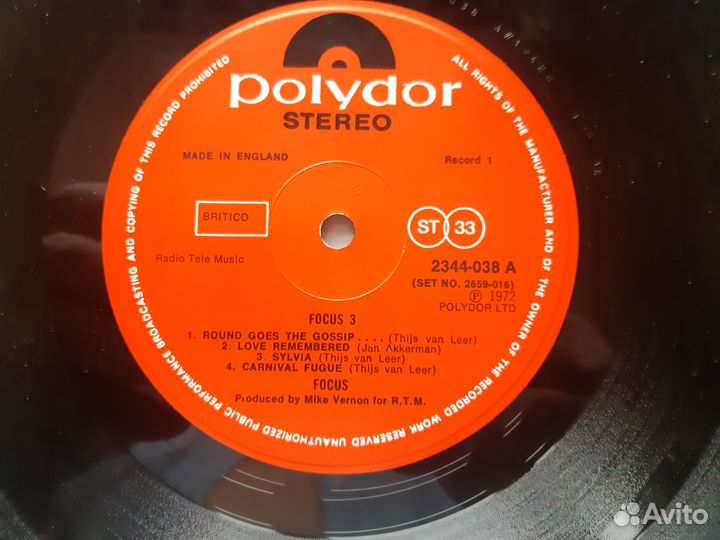 polydor
STEREO
MADE IN ENGLAND
Record 1
BRITICO
ST 33
Radio Tele Music
2344-038 A
(SET NO. 2659-016)
Ⓟ 1972
POLYDOR LTD
FOCUS 3
1. ROUND GOES THE GOSSIP .... (Thijs van Leer)
2. LOVE REMEMBERED (Jan Akkerman)
3. SYLVIA (Thijs van Leer)
4. CARNIVAL FUGUE (Thijs van Leer)
FOCUS
Produced by Mike Vernon for R.T.M.
ALL RIGHTS OF THE MANUFACTURER AND OF THE OWNER OF THE RECORDED WORK RESERVED UNAUTHORIZED PUBLIC PERFORMANCE BROADCASTING AND COPYING OF THIS RECORD PROHIBITED
Avito